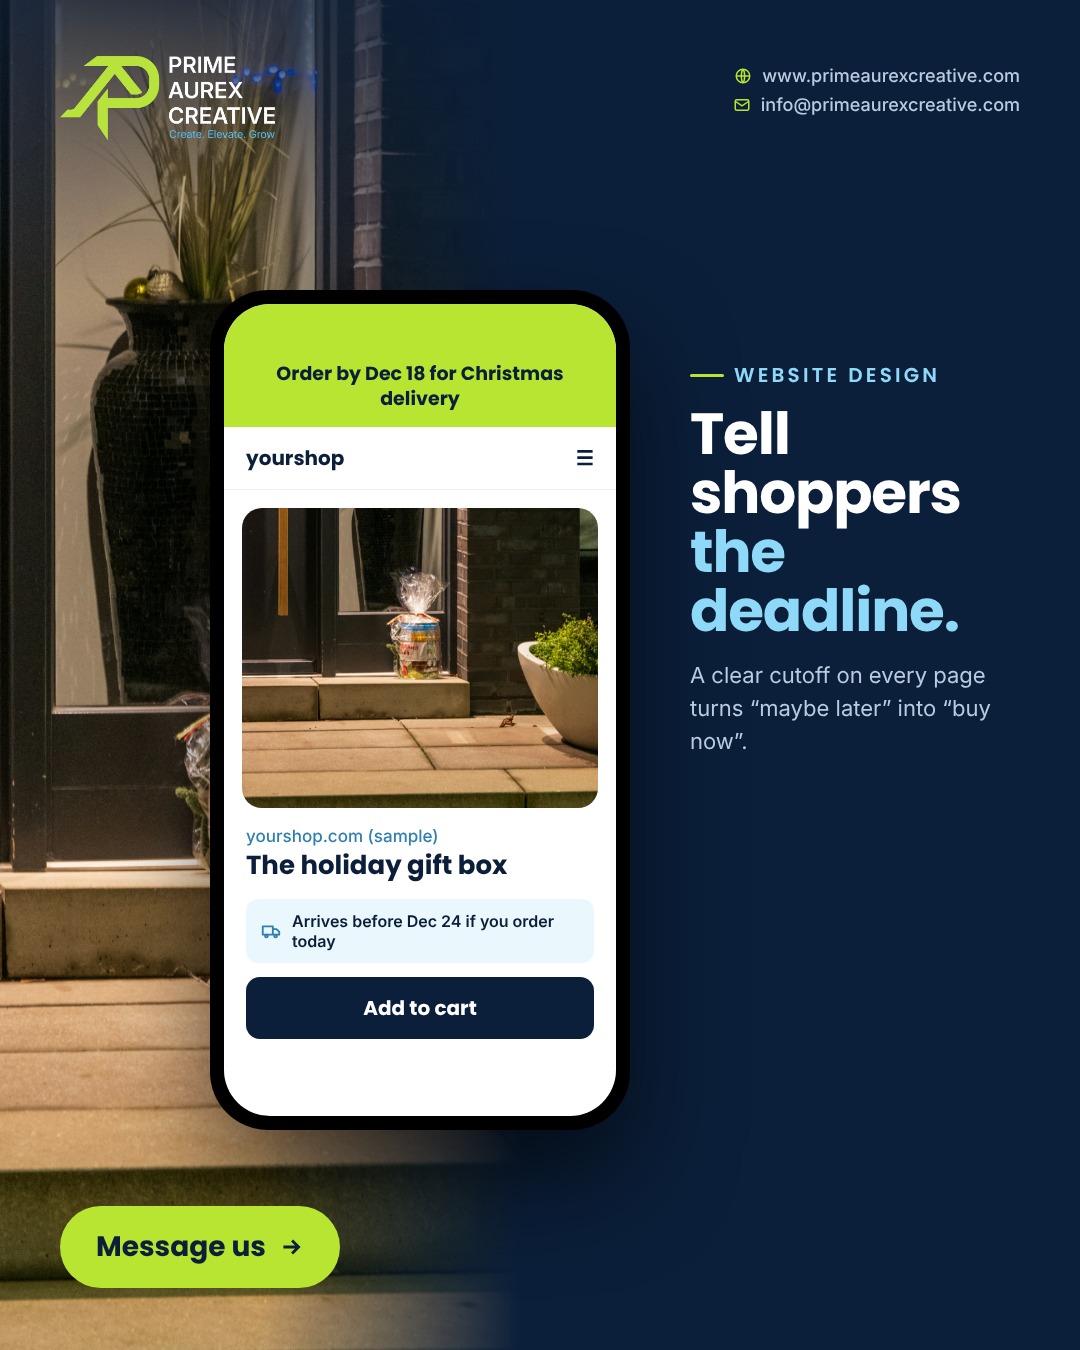 PRIME
AUREX
CREATIVE
Create. Elevate. Grow
www.primeaurexcreative.com
info@primeaurexcreative.com
Order by Dec 18 for Christmas
delivery
yourshop
yourshop.com (sample)
The holiday gift box
Arrives before Dec 24 if you order
today
Add to cart
WEBSITE DESIGN
Tell
shoppers
the
deadline.
A clear cutoff on every page
turns “maybe later” into “buy
now”.
Message us